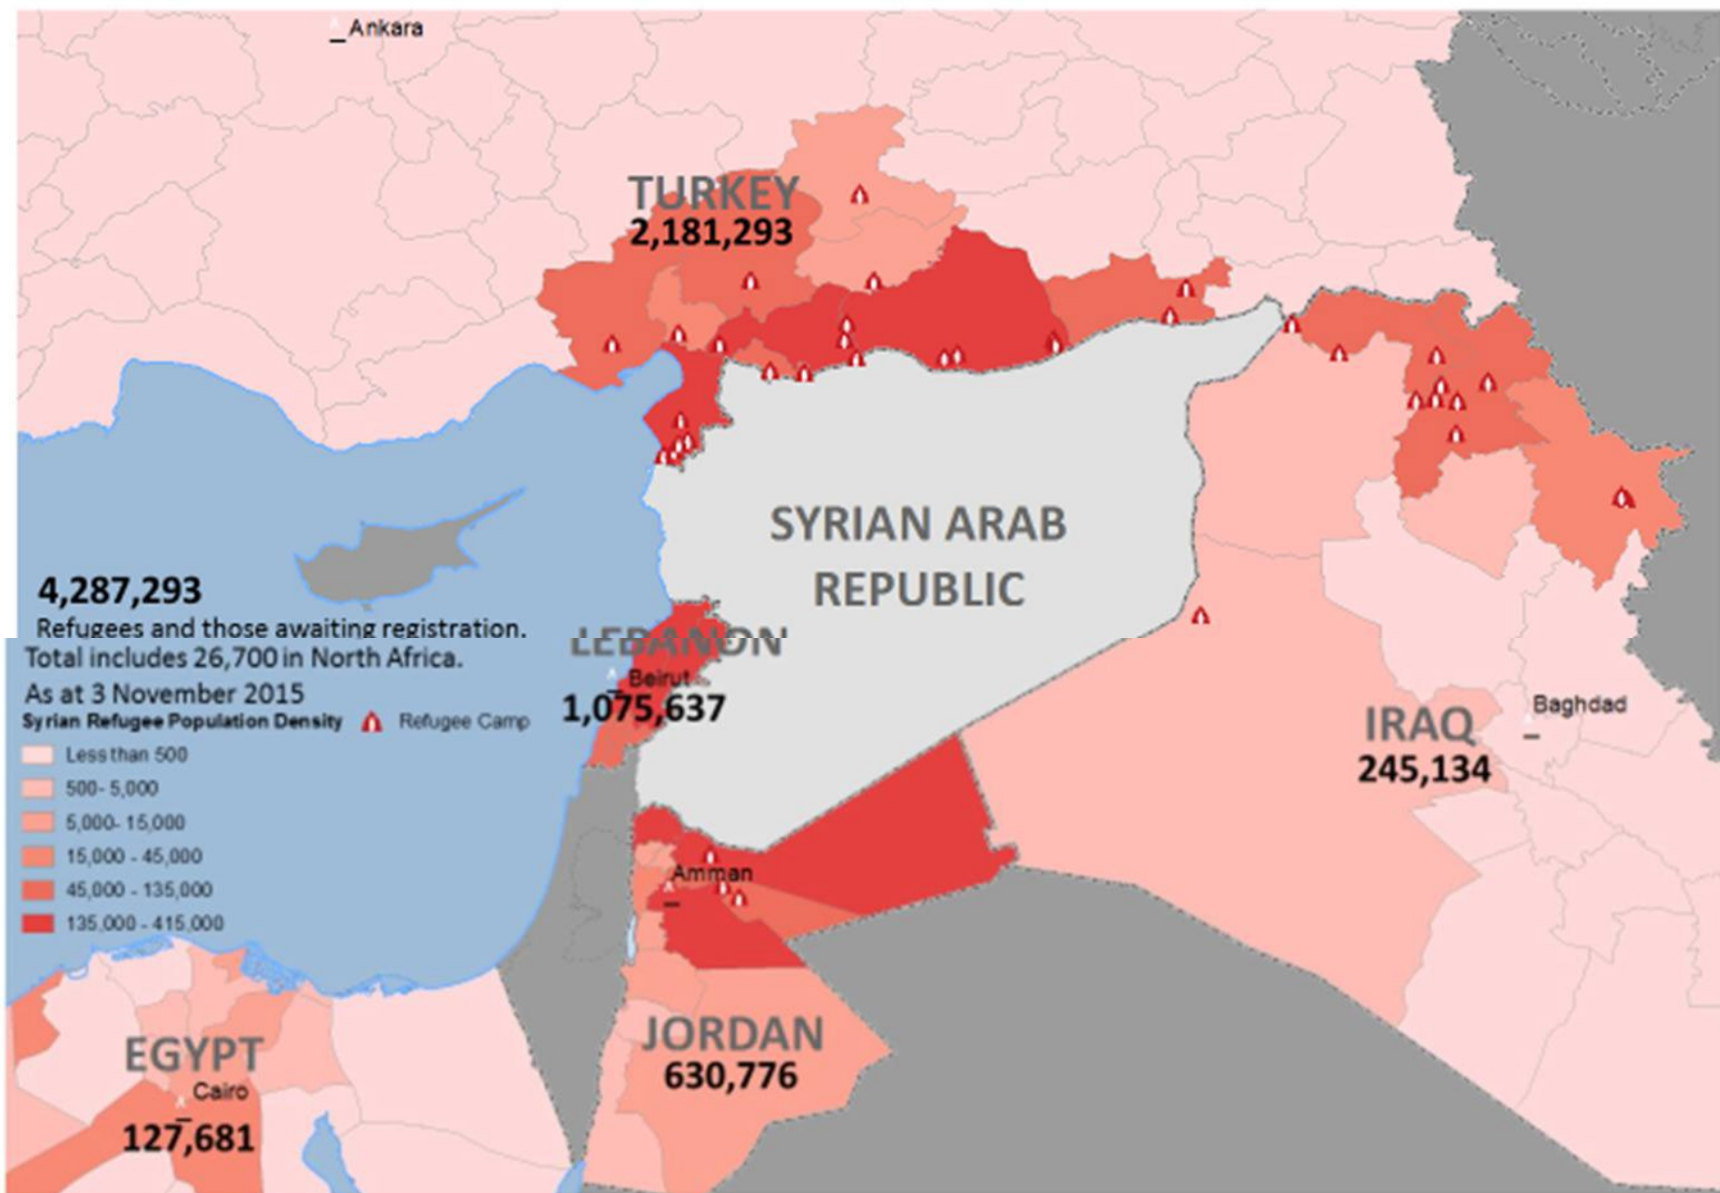 Ankara
TURKEY
2,181,293
SYRIAN ARAB
REPUBLIC
4,287,293
Refugees and those awaiting registration.
Total includes 26,700 in North Africa.
As at 3 November 2015
LEBANON
Beirut
1,075,637
Syrian Refugee Population Density
Refugee Camp
Less than 500
500- 5,000
5,000- 15,000
15,000 - 45,000
45,000 - 135,000
135,000 - 415,000
IRAQ
245,134
Baghdad
Amman
JORDAN
630,776
EGYPT
Cairo
127,681